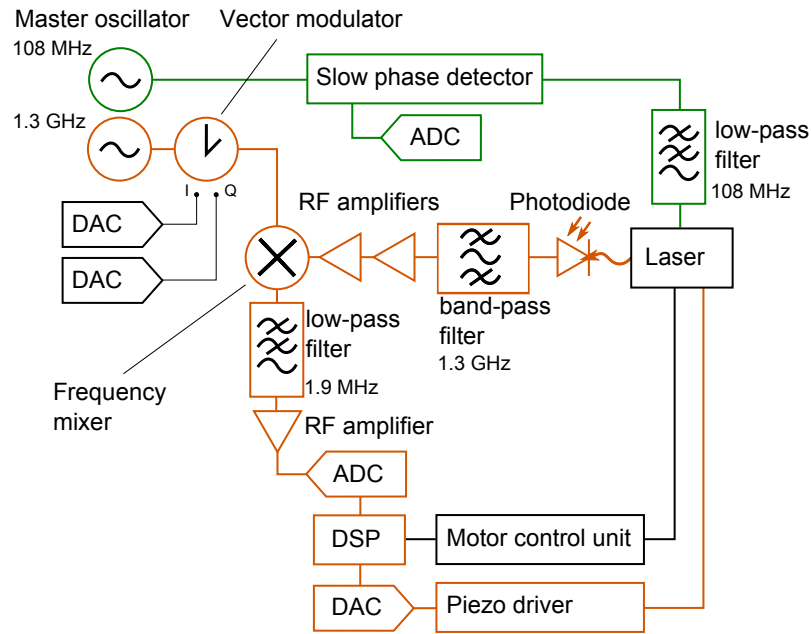 Master oscillator
Vector modulator
108 MHz
Slow phase detector
1.3 GHz
ADC
low-pass
filter
108 MHz
I
Q
DAC
RF amplifiers
Photodiode
DAC
Laser
low-pass
filter
1.9 MHz
band-pass
filter
1.3 GHz
Frequency
mixer
RF amplifier
ADC
DSP
Motor control unit
DAC
Piezo driver